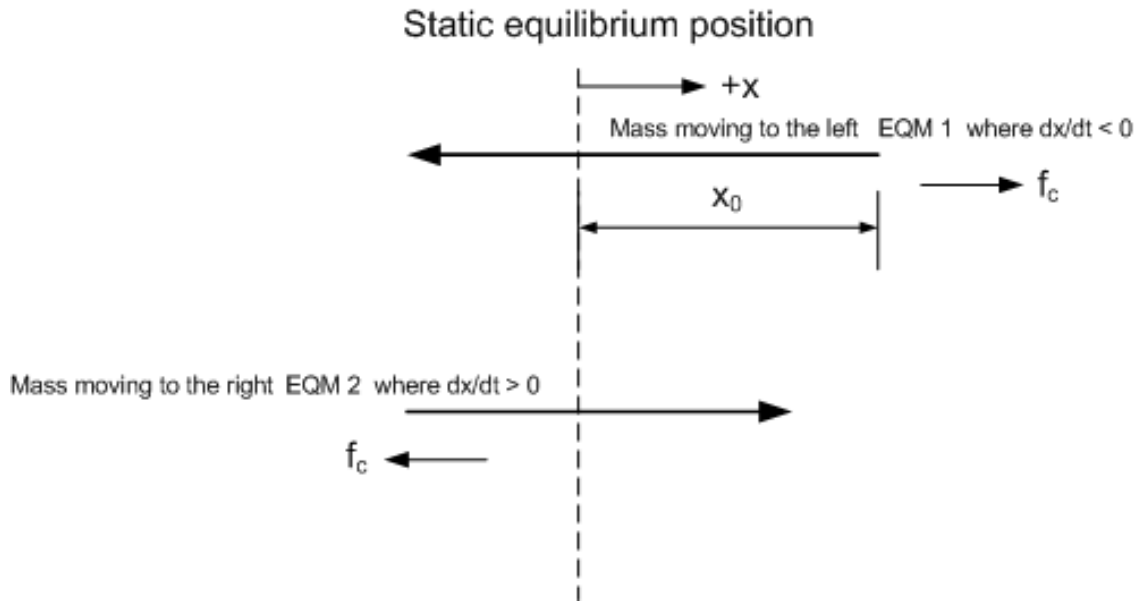 Static equilibrium position
+x
Mass moving to the left EQM 1 where dx/dt < 0
f_c
x_0
Mass moving to the right EQM 2 where dx/dt > 0
f_c